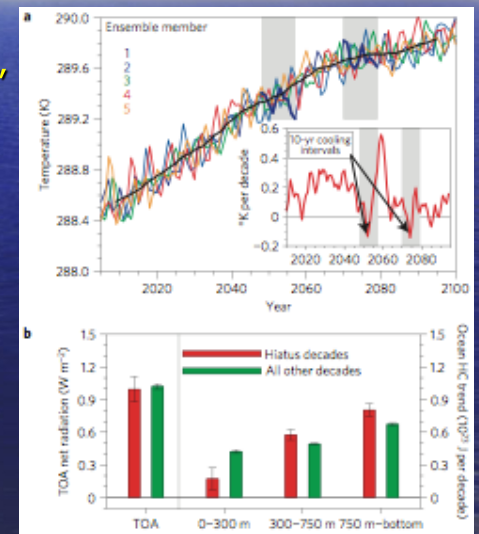 a
290.0
289.6
289.2
288.8
288.4
288.0
Temperature (K)
Ensemble member
1
2
3
4
5
0.6
0.4
0.2
0
−0.2
°K per decade
10-yr cooling
intervals
2020 2040 2060 2080
2020 2040 2060 2080 2100
Year
b
1.5
1.2
0.9
0.6
0.3
0
TOA net radiation (W m−2)
Hiatus decades
All other decades
1.5
1.2
0.9
0.6
0.3
0
Ocean HC trend (10²³ J per decade)
TOA 0–300 m 300–750 m 750 m–bottom